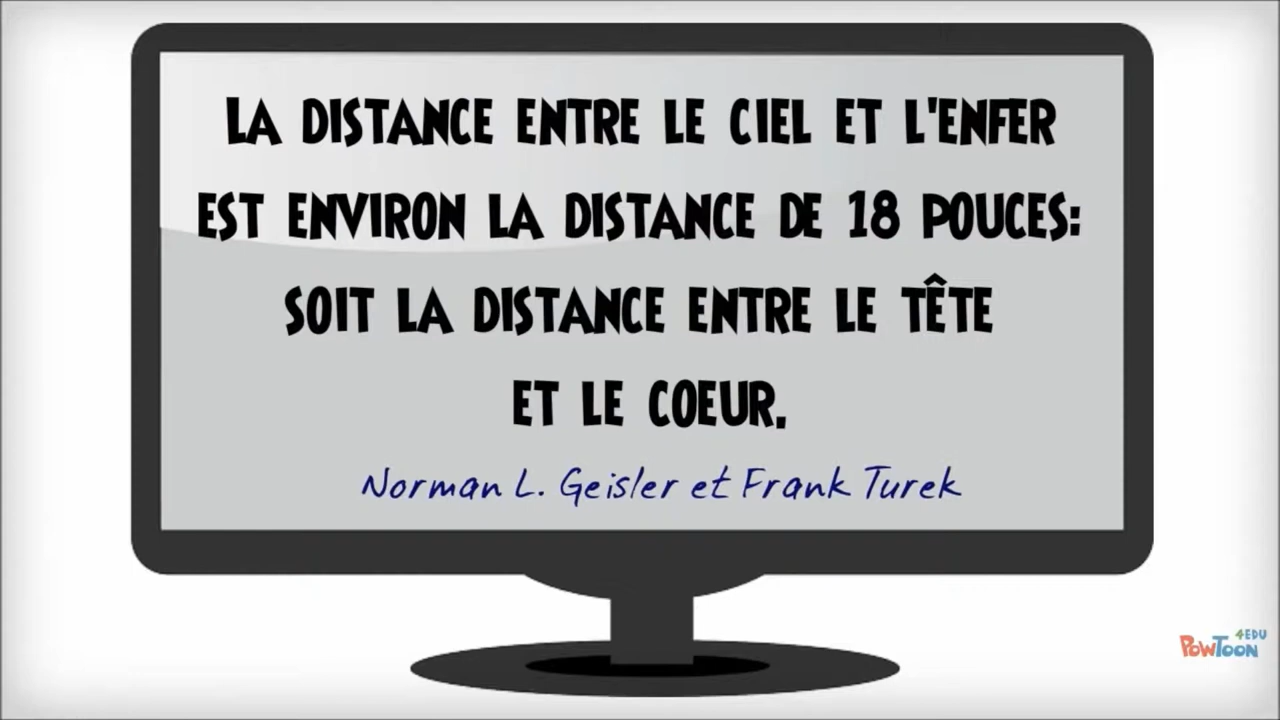 LA DISTANCE ENTRE LE CIEL ET L'ENFER
EST ENVIRON LA DISTANCE DE 18 POUCES:
SOIT LA DISTANCE ENTRE LE TÊTE
ET LE COEUR.
Norman L. Geisler et Frank Turek
4EDU
POWTOON